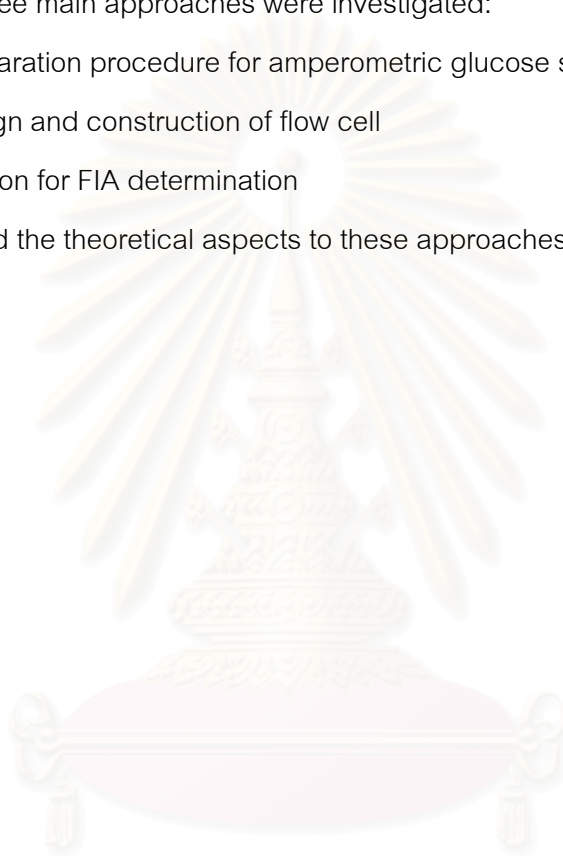 ee main approaches were investigated:
aration procedure for amperometric glucose s
gn and construction of flow cell
on for FIA determination
d the theoretical aspects to these approaches